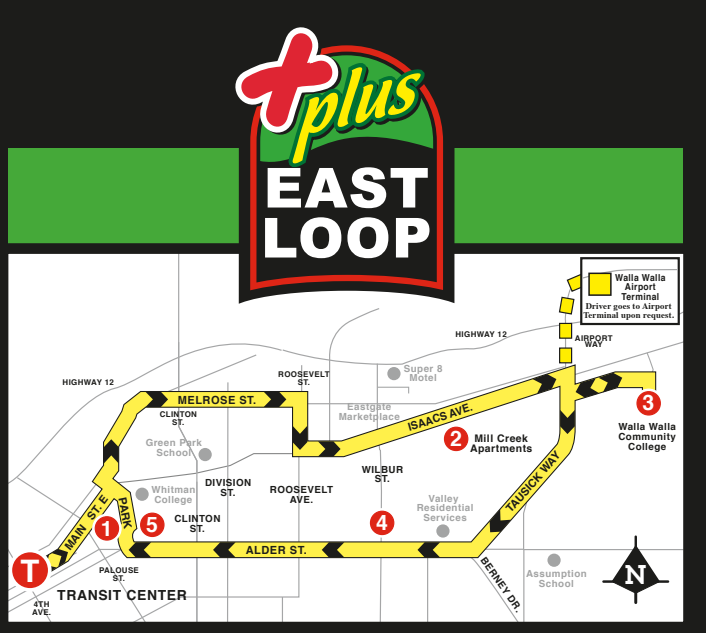 plus
EAST
LOOP
Walla Walla
Airport
Terminal
Driver goes to Airport
Terminal upon request.
HIGHWAY 12
AIRPORT
WAY
ROOSEVELT
ST.
Super 8
Motel
HIGHWAY 12
MELROSE ST.
3
CLINTON
ST.
Eastgate
Marketplace
ISAACS AVE.
Walla Walla
Community
College
2
Mill Creek
Apartments
Green Park
School
WILBUR
ST.
DIVISION
ST.
ROOSEVELT
AVE.
TAUSICK WAY
Whitman
College
Valley
Residential
Services
MAIN ST. E
PARK
1
5
CLINTON
ST.
4
ALDER ST.
T
PALOUSE
ST.
BERNEY DR.
Assumption
School
N
TRANSIT CENTER
4TH
AVE.